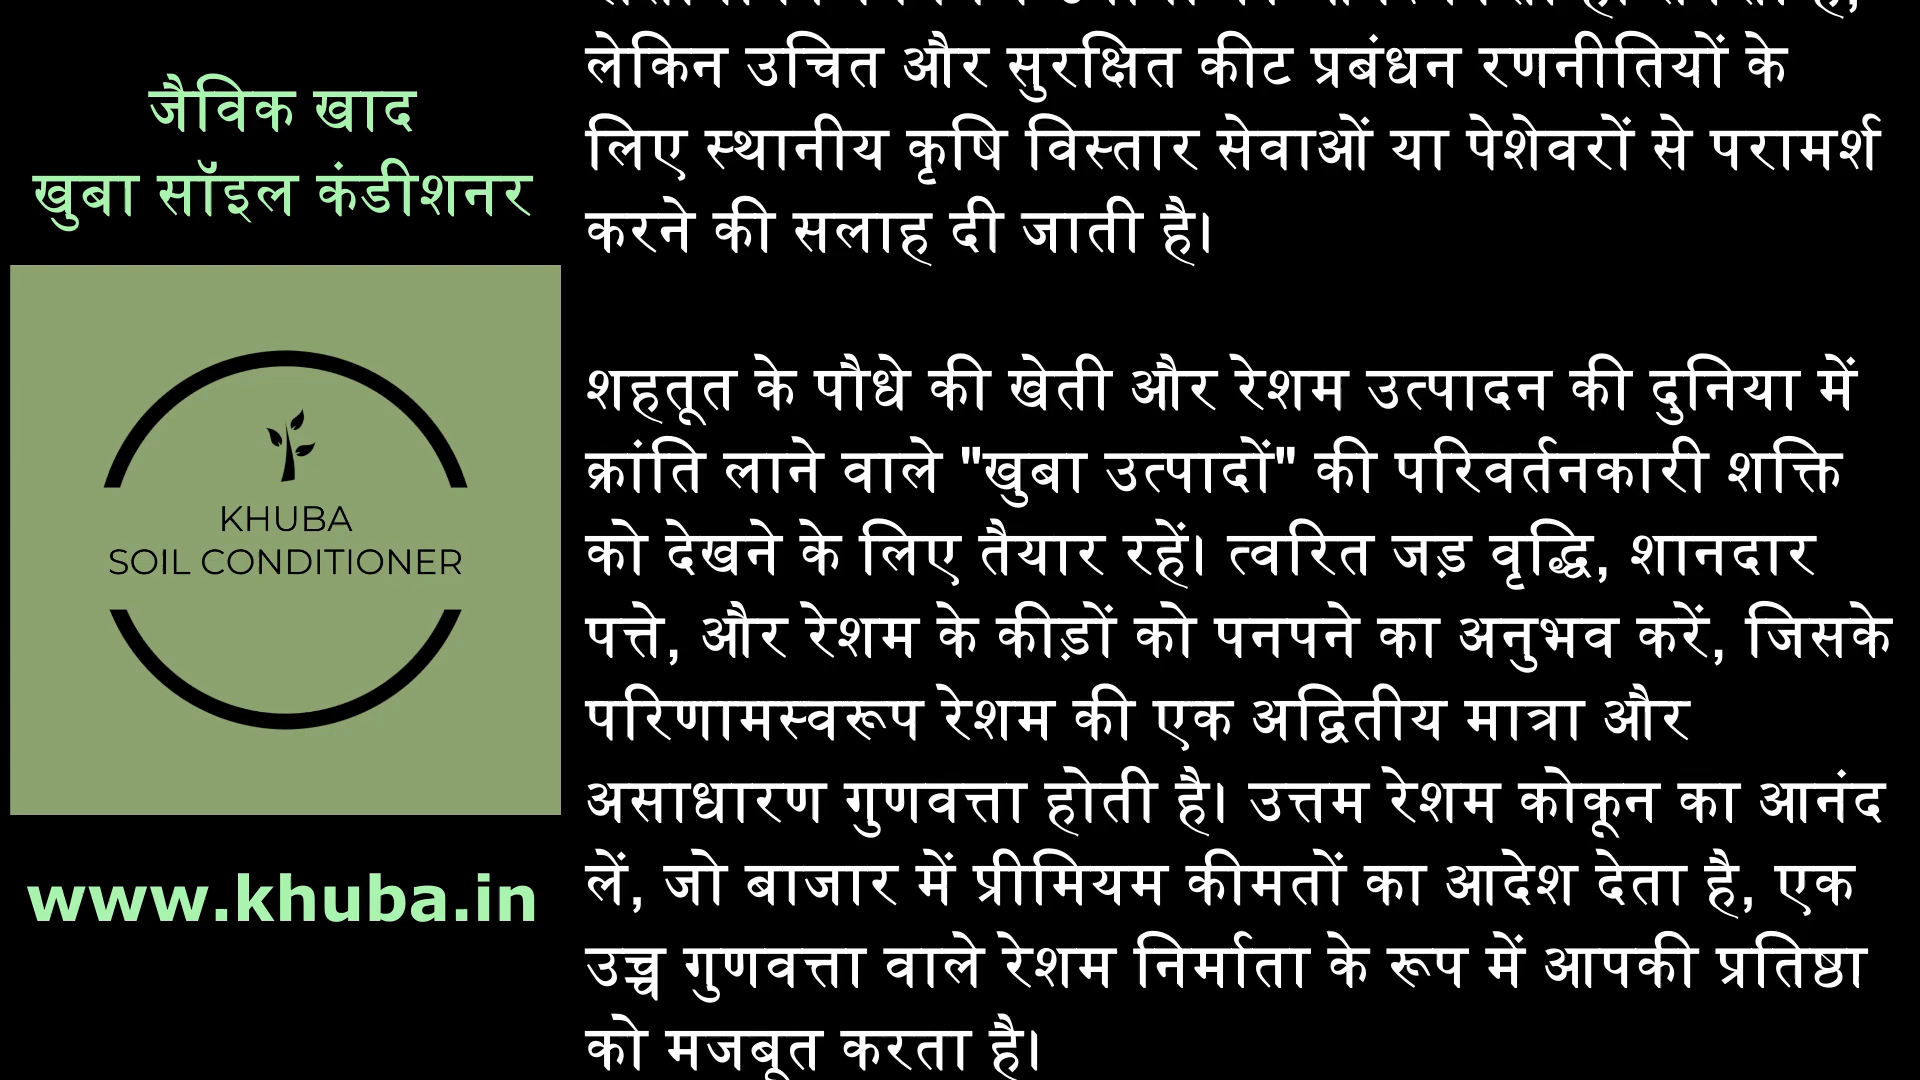 जैविक खाद
खुबा सॉइल कंडीशनर
KHUBA
SOIL CONDITIONER
www.khuba.in
लेकिन उचित और सुरक्षित कीट प्रबंधन रणनीतियों के
लिए स्थानीय कृषि विस्तार सेवाओं या पेशेवरों से परामर्श
करने की सलाह दी जाती है।
शहतूत के पौधे की खेती और रेशम उत्पादन की दुनिया में
क्रांति लाने वाले "खुबा उत्पादों" की परिवर्तनकारी शक्ति
को देखने के लिए तैयार रहें। त्वरित जड़ वृद्धि, शानदार
पत्ते, और रेशम के कीड़ों को पनपने का अनुभव करें, जिसके
परिणामस्वरूप रेशम की एक अद्वितीय मात्रा और
असाधारण गुणवत्ता होती है। उत्तम रेशम कोकून का आनंद
लें, जो बाजार में प्रीमियम कीमतों का आदेश देता है, एक
उच्च गुणवत्ता वाले रेशम निर्माता के रूप में आपकी प्रतिष्ठा
को मजबूत करता है।